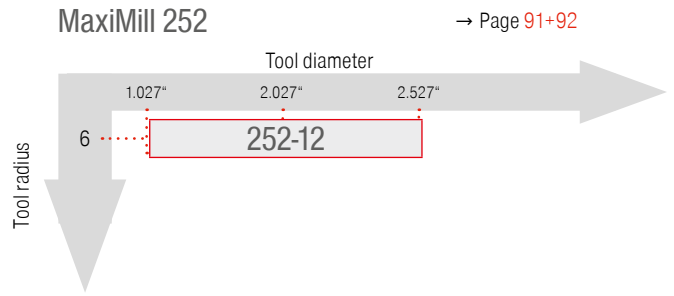 MaxiMill 252
→ Page 91+92
Tool diameter
1.027“ 2.027“ 2.527“
6 252-12
Tool radius